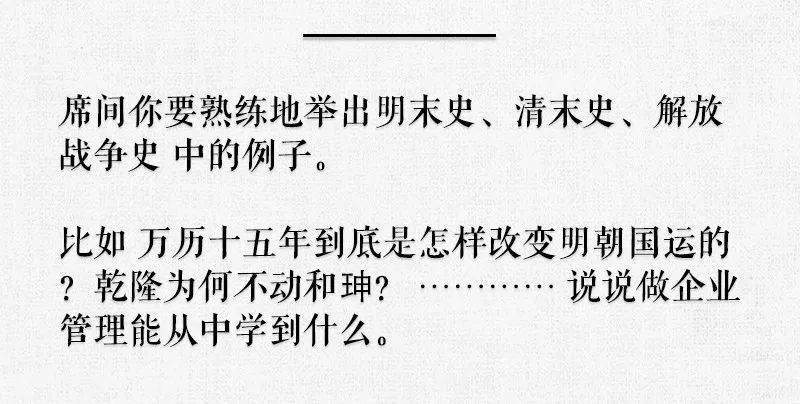 席间你要熟练地举出明末史、清末史、解放
战争史 中的例子。
比如 万历十五年到底是怎样改变明朝国运的
？乾隆为何不动和珅？ ………… 说说做企业
管理能从中学到什么。